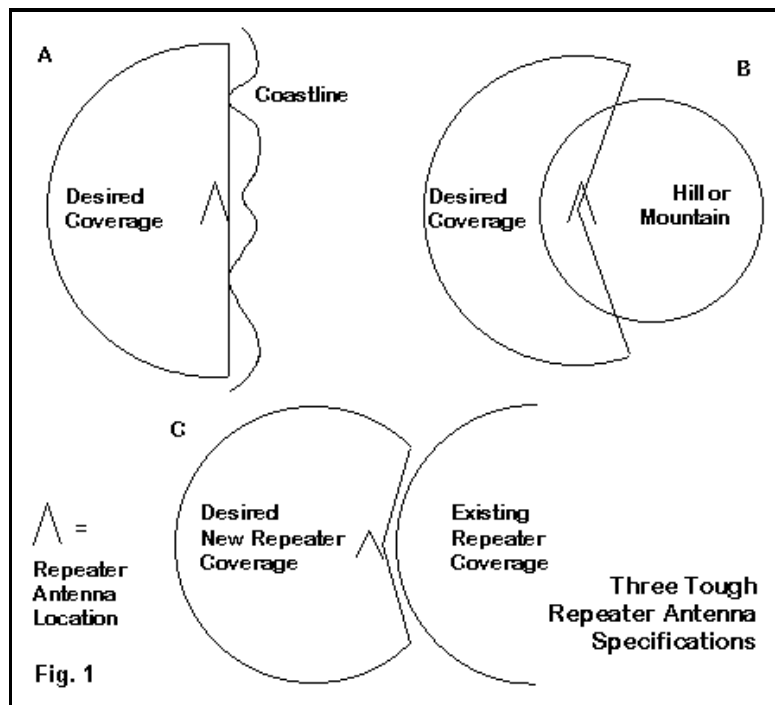 A
Coastline
Desired
Coverage
B
Desired
Coverage
Hill or
Mountain
C
Desired
New Repeater
Coverage
Existing
Repeater
Coverage
=
Repeater
Antenna
Location
Three Tough
Repeater Antenna
Specifications
Fig. 1